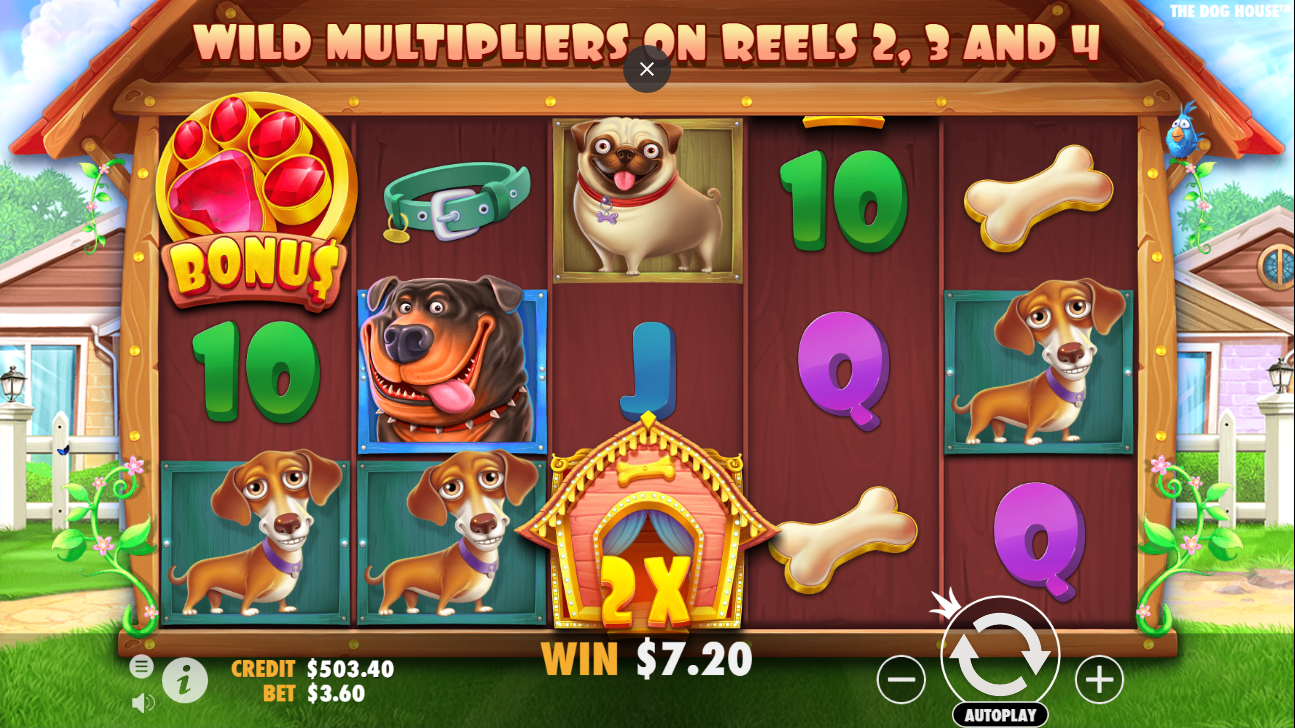 THE DOG HOUSE™
WILD MULTIPLIERS ON REELS 2, 3 AND 4
BONU$
10
10
J
Q
2X
Q
WIN $7.20
CREDIT $503.40
BET $3.60
AUTOPLAY